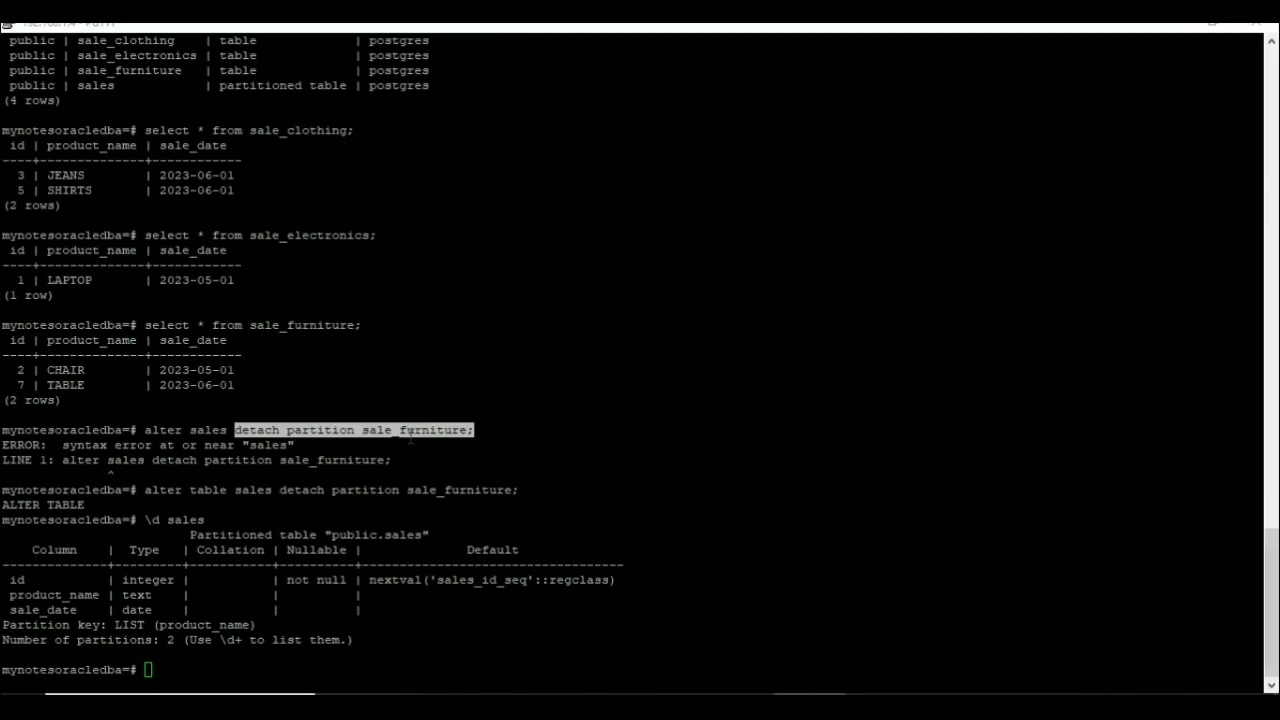 public | sale_clothing | table | postgres
public | sale_electronics | table | postgres
public | sale_furniture | table | postgres
public | sales | partitioned table | postgres
(4 rows)
mynotesoracledba=# select * from sale_clothing;
id | product_name | sale_date
----+--------------+------------
3 | JEANS | 2023-06-01
5 | SHIRTS | 2023-06-01
(2 rows)
mynotesoracledba=# select * from sale_electronics;
id | product_name | sale_date
----+--------------+------------
1 | LAPTOP | 2023-05-01
(1 row)
mynotesoracledba=# select * from sale_furniture;
id | product_name | sale_date
----+--------------+------------
2 | CHAIR | 2023-05-01
7 | TABLE | 2023-06-01
(2 rows)
mynotesoracledba=# alter sales detach partition sale_furniture;
ERROR: syntax error at or near "sales"
LINE 1: alter sales detach partition sale_furniture;
^
mynotesoracledba=# alter table sales detach partition sale_furniture;
ALTER TABLE
mynotesoracledba=# \d sales
Partitioned table "public.sales"
Column | Type | Collation | Nullable | Default
--------------+---------+-----------+----------+-----------------------------------
id | integer | | not null | nextval('sales_id_seq'::regclass)
product_name | text | | |
sale_date | date | | |
Partition key: LIST (product_name)
Number of partitions: 2 (Use \d+ to list them.)
mynotesoracledba=#